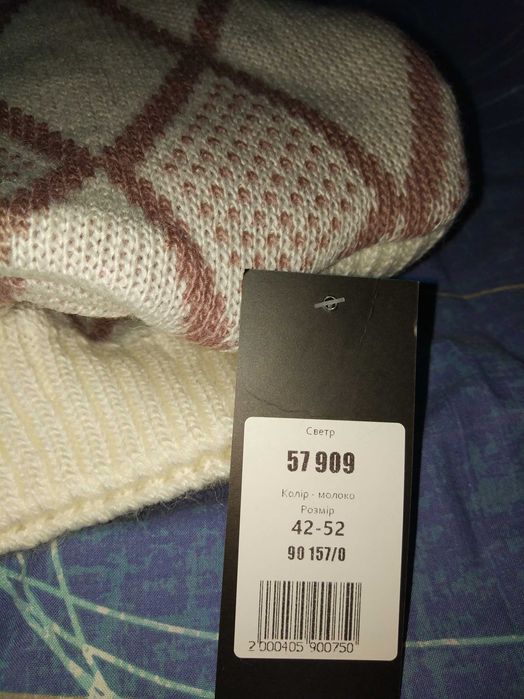 Светр
57 909
Колір - молоко
Розмір
42-52
90 157/0
2 000405 900750